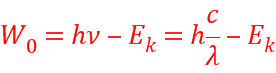 W₀ = hν – Eₖ = h c/λ – Eₖ